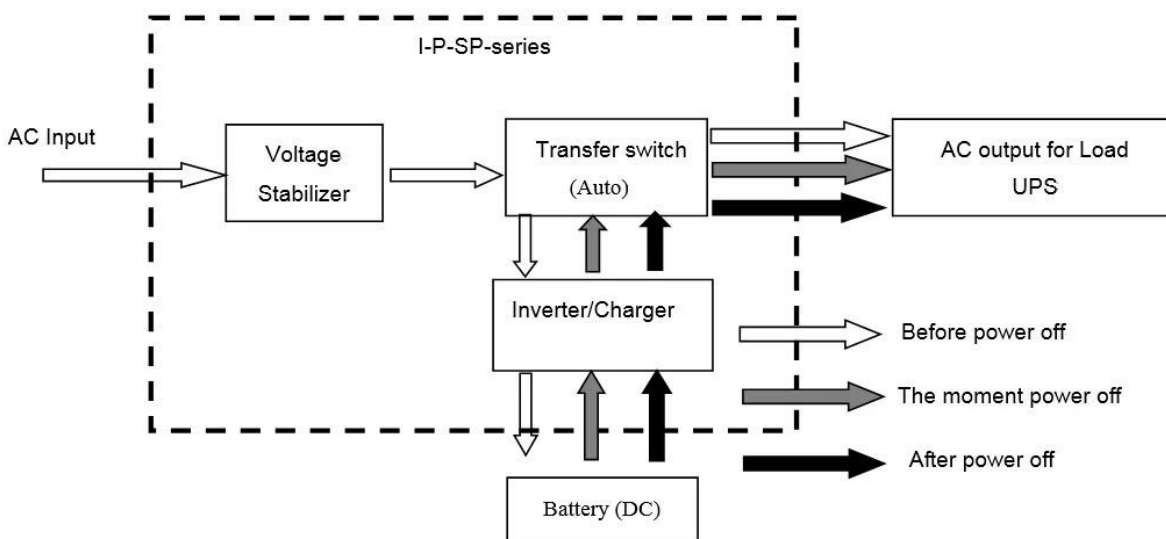 I-P-SP-series
AC Input
Voltage
Stabilizer
Transfer switch
(Auto)
AC output for Load
UPS
Inverter/Charger
Before power off
The moment power off
After power off
Battery (DC)